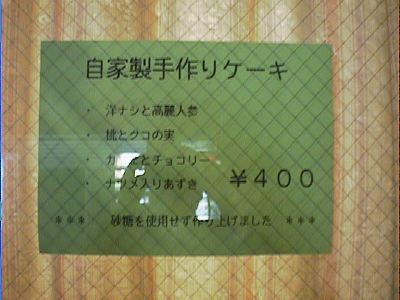 自家製手作りケーキ
・ 洋ナシと高麗人参
・ 桃とクコの実
・ とチョコリー
・ ナツメ入りあずき
¥400
*** 砂糖を使用せず作り上げました ***